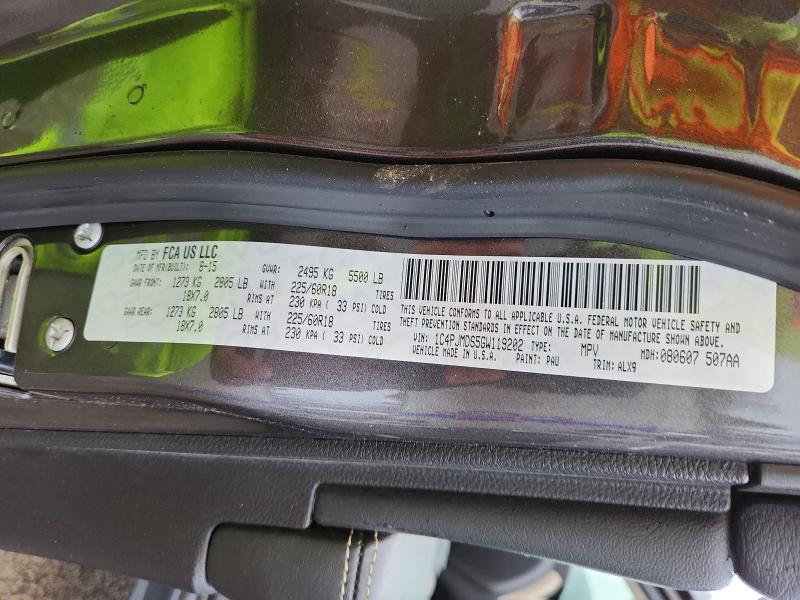 MFD BY FCA US LLC
DATE OF MFR(BUILT): 8-15 GVWR: 2495 KG 5500 LB
GAWR FRONT: 1273 KG 2805 LB WITH 225/60R18 TIRES
18X7.0 RIMS AT 230 KPA ( 33 PSI) COLD
GAWR REAR: 1273 KG 2805 LB WITH 225/60R18 TIRES
18X7.0 RIMS AT 230 KPA ( 33 PSI) COLD
THIS VEHICLE CONFORMS TO ALL APPLICABLE U.S.A. FEDERAL MOTOR VEHICLE SAFETY AND
THEFT PREVENTION STANDARDS IN EFFECT ON THE DATE OF MANUFACTURE SHOWN ABOVE.
VIN: 1C4PJMDS5GW119202 TYPE: MPV MDH: 080607 507AA
VEHICLE MADE IN U.S.A. PAINT: PAU TRIM: ALX9